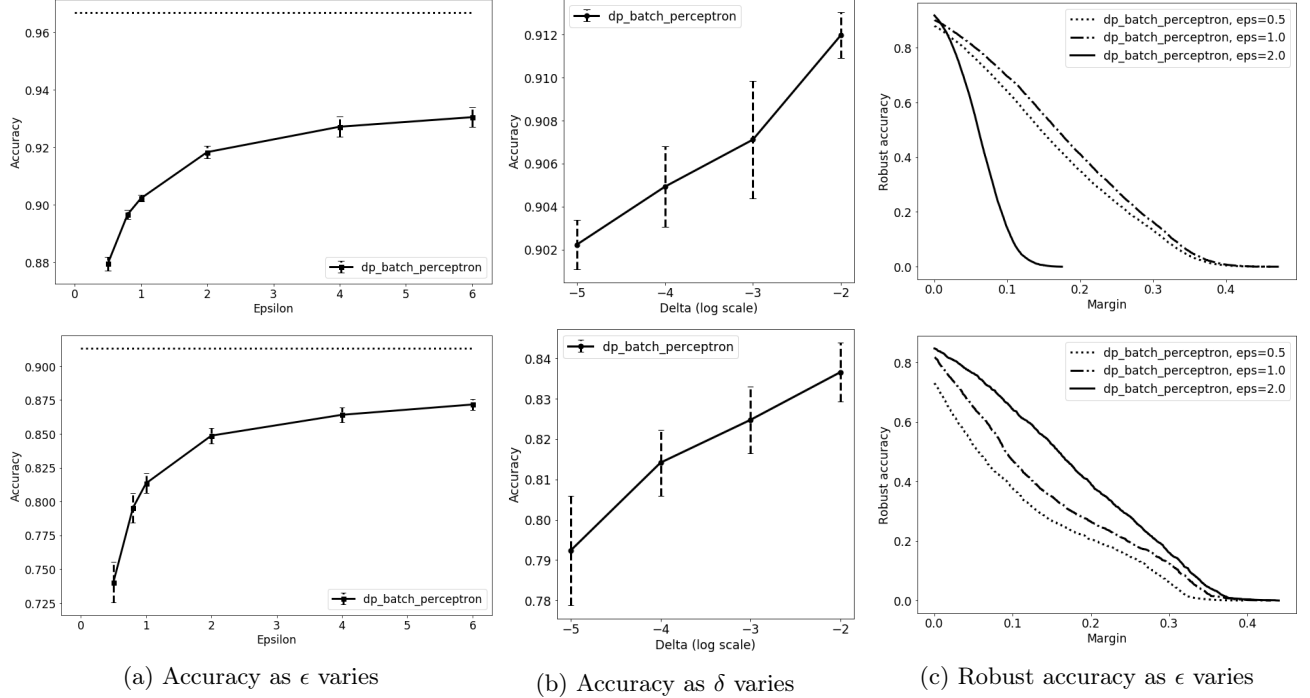 0.96
0.94
0.92
0.90
0.88
Accuracy
dp_batch_perceptron
0 1 2 3 4 5 6
Epsilon
dp_batch_perceptron
0.912
0.910
0.908
0.906
0.904
0.902
Accuracy
−5 −4 −3 −2
Delta (log scale)
dp_batch_perceptron, eps=0.5
dp_batch_perceptron, eps=1.0
dp_batch_perceptron, eps=2.0
0.8
0.6
0.4
0.2
0.0
Robust accuracy
0.0 0.1 0.2 0.3 0.4
Margin
0.900
0.875
0.850
0.825
0.800
0.775
0.750
0.725
Accuracy
dp_batch_perceptron
0 1 2 3 4 5 6
Epsilon
dp_batch_perceptron
0.84
0.83
0.82
0.81
0.80
0.79
0.78
Accuracy
−5 −4 −3 −2
Delta (log scale)
dp_batch_perceptron, eps=0.5
dp_batch_perceptron, eps=1.0
dp_batch_perceptron, eps=2.0
0.8
0.6
0.4
0.2
0.0
Robust accuracy
0.0 0.1 0.2 0.3 0.4
Margin
(a) Accuracy as ϵ varies
(b) Accuracy as δ varies
(c) Robust accuracy as ϵ varies